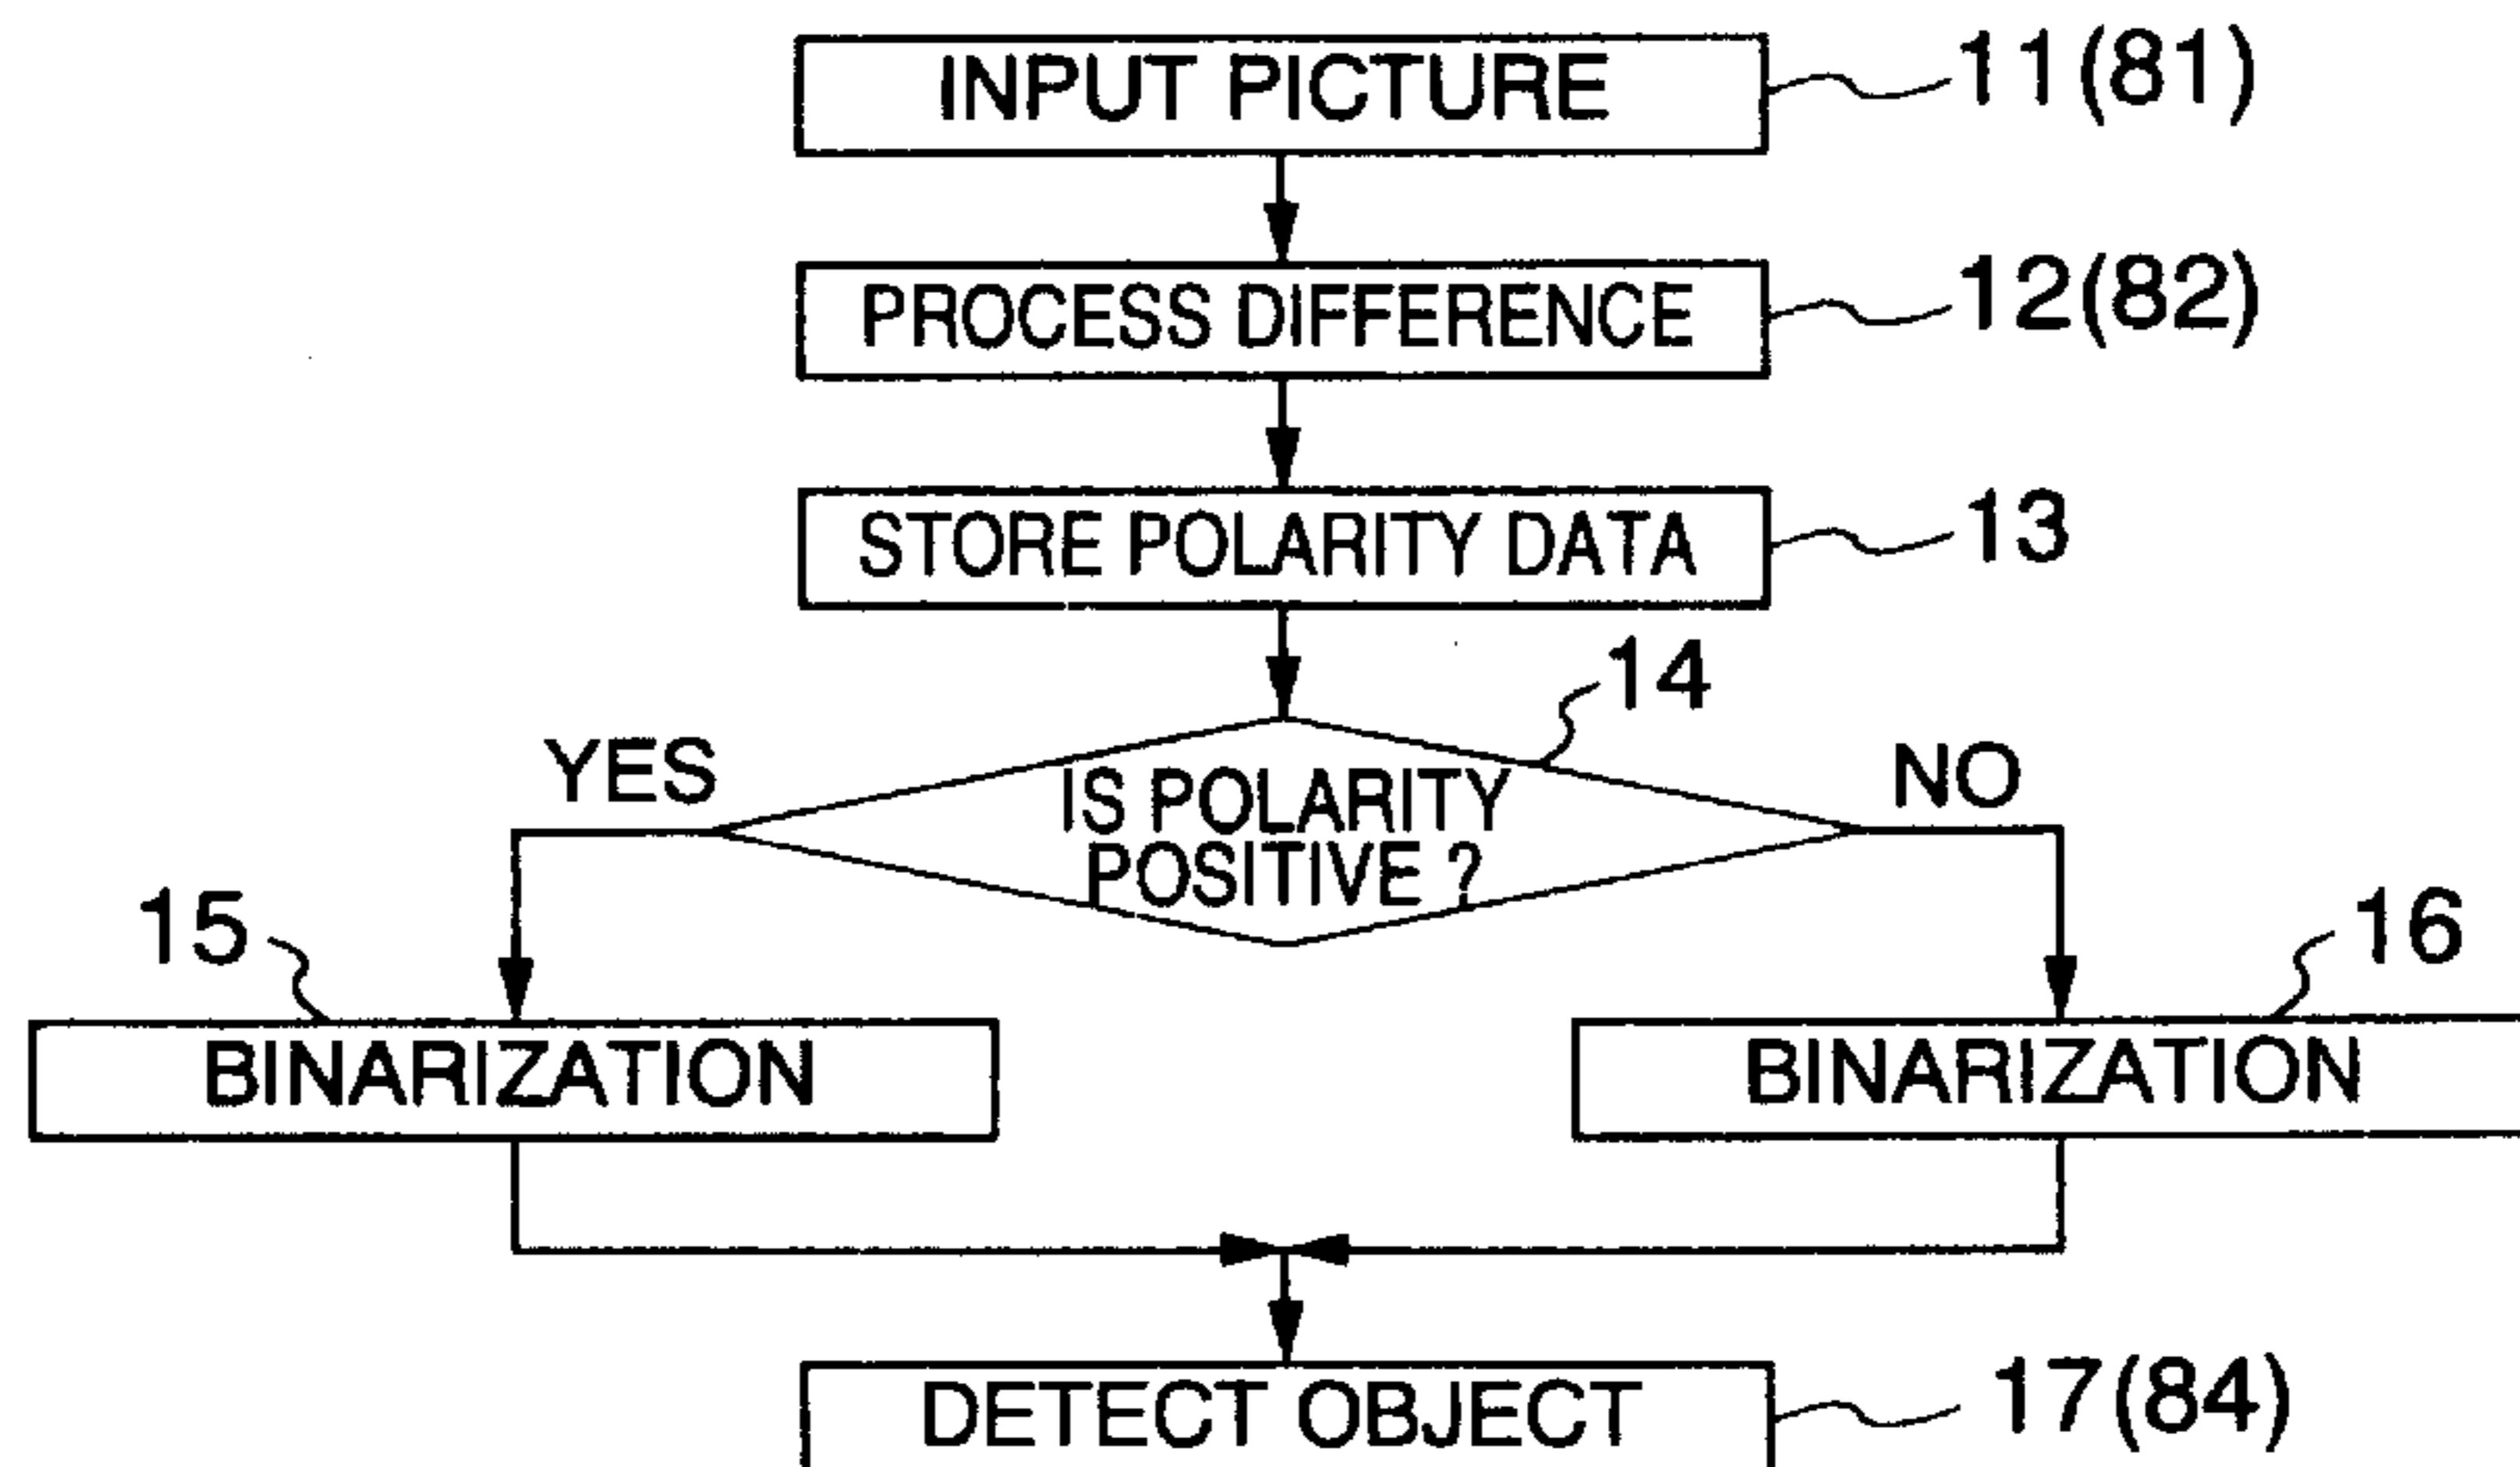 INPUT PICTURE
11(81)
PROCESS DIFFERENCE
12(82)
STORE POLARITY DATA
13
14
YES
IS POLARITY
POSITIVE ?
NO
15
16
BINARIZATION
BINARIZATION
DETECT OBJECT
17(84)